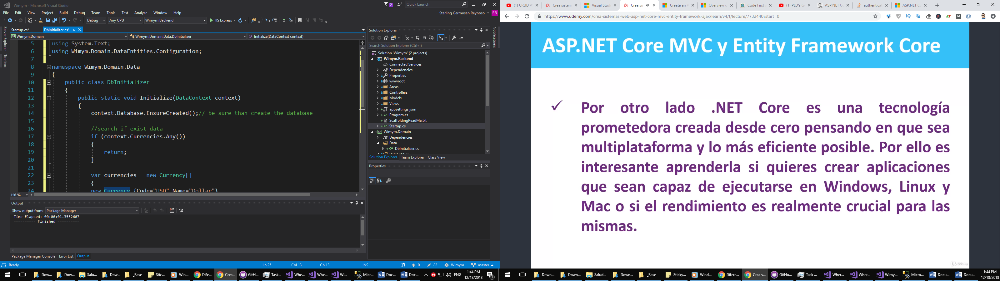 Wimym - Microsoft Visual Studio
2
Quick Launch
File Edit View Project Build Debug Team Tools Test Analyze Window Help
Starling Germosen Reynoso SR
Debug Any CPU Wimym.Backend IIS Express
Server Explorer
Toolbox
Startup.cs* DbInitializer.cs*
Wimym.Domain Wimym.Domain.Data.DbInitializer Initialize(DataContext context)
5 using System.Text;
6 using Wimym.Domain.DataEntities.Configuration;
7
8 namespace Wimym.Domain.Data
9 {
10 public class DbInitializer
11 {
12 public static void Initialize(DataContext context)
13 {
14 context.Database.EnsureCreated();// be sure than create the database
15
16 //search if exist data
17 if (context.Currencies.Any())
18 {
19 return;
20 }
21
22 var currencies = new Currency[]
23 {
24 new Currency {Code="USD",Name="Dollar"},
146 %
Output
Show output from: Package Manager
Time Elapsed: 00:00:01.3552607
========== Finished ==========
Package Manager Console Error List Output
Ready Ln 25 Col 13 Ch 13 INS 0 82 Wimym master
Solution Explorer
Search Solution Explorer (Ctrl+;)
Solution 'Wimym' (2 projects)
Wimym.Backend
Connected Services
Dependencies
Properties
wwwroot
Areas
Controllers
Models
Views
appsettings.json
Program.cs
ScaffoldingReadMe.txt
Startup.cs
Wimym.Domain
Dependencies
Data
DbInitializer.cs
DataEntities
Solution Explorer Team Explorer Class View
Properties
Notifications
Dow... Dow... Salu... Dow... _Base Stic... Win... Dife... Crea... GitH... Task... Whe... Whe... Wi... Micr... Doc... Doc... ENG 1:44 PM
12/18/2018 1
(1) CRUD A Crea sistem Visual Stud Crea sis Create an A Overview o Code First (1) PLD's G ASP.NET Co authenticat ASP.NET Co
https://www.udemy.com/crea-sistemas-web-asp-net-core-mvc-entity-framework-ajax/learn/v4/t/lecture/7732440?start=0
ASP.NET Core MVC y Entity Framework Core
✓ Por otro lado .NET Core es una tecnología
prometedora creada desde cero pensando en que sea
multiplataforma y lo más eficiente posible. Por ello es
interesante aprenderla si quieres crear aplicaciones
que sean capaz de ejecutarse en Windows, Linux y
Mac o si el rendimiento es realmente crucial para las
mismas.
Udemy
Down... Down... Salud... Down... _Base Sticky... Wind... Difere... Crea s... GitHu... Task ... Wher... Wher... Wimy... Micro... Docu... Docu... 1:44 PM
12/18/2018